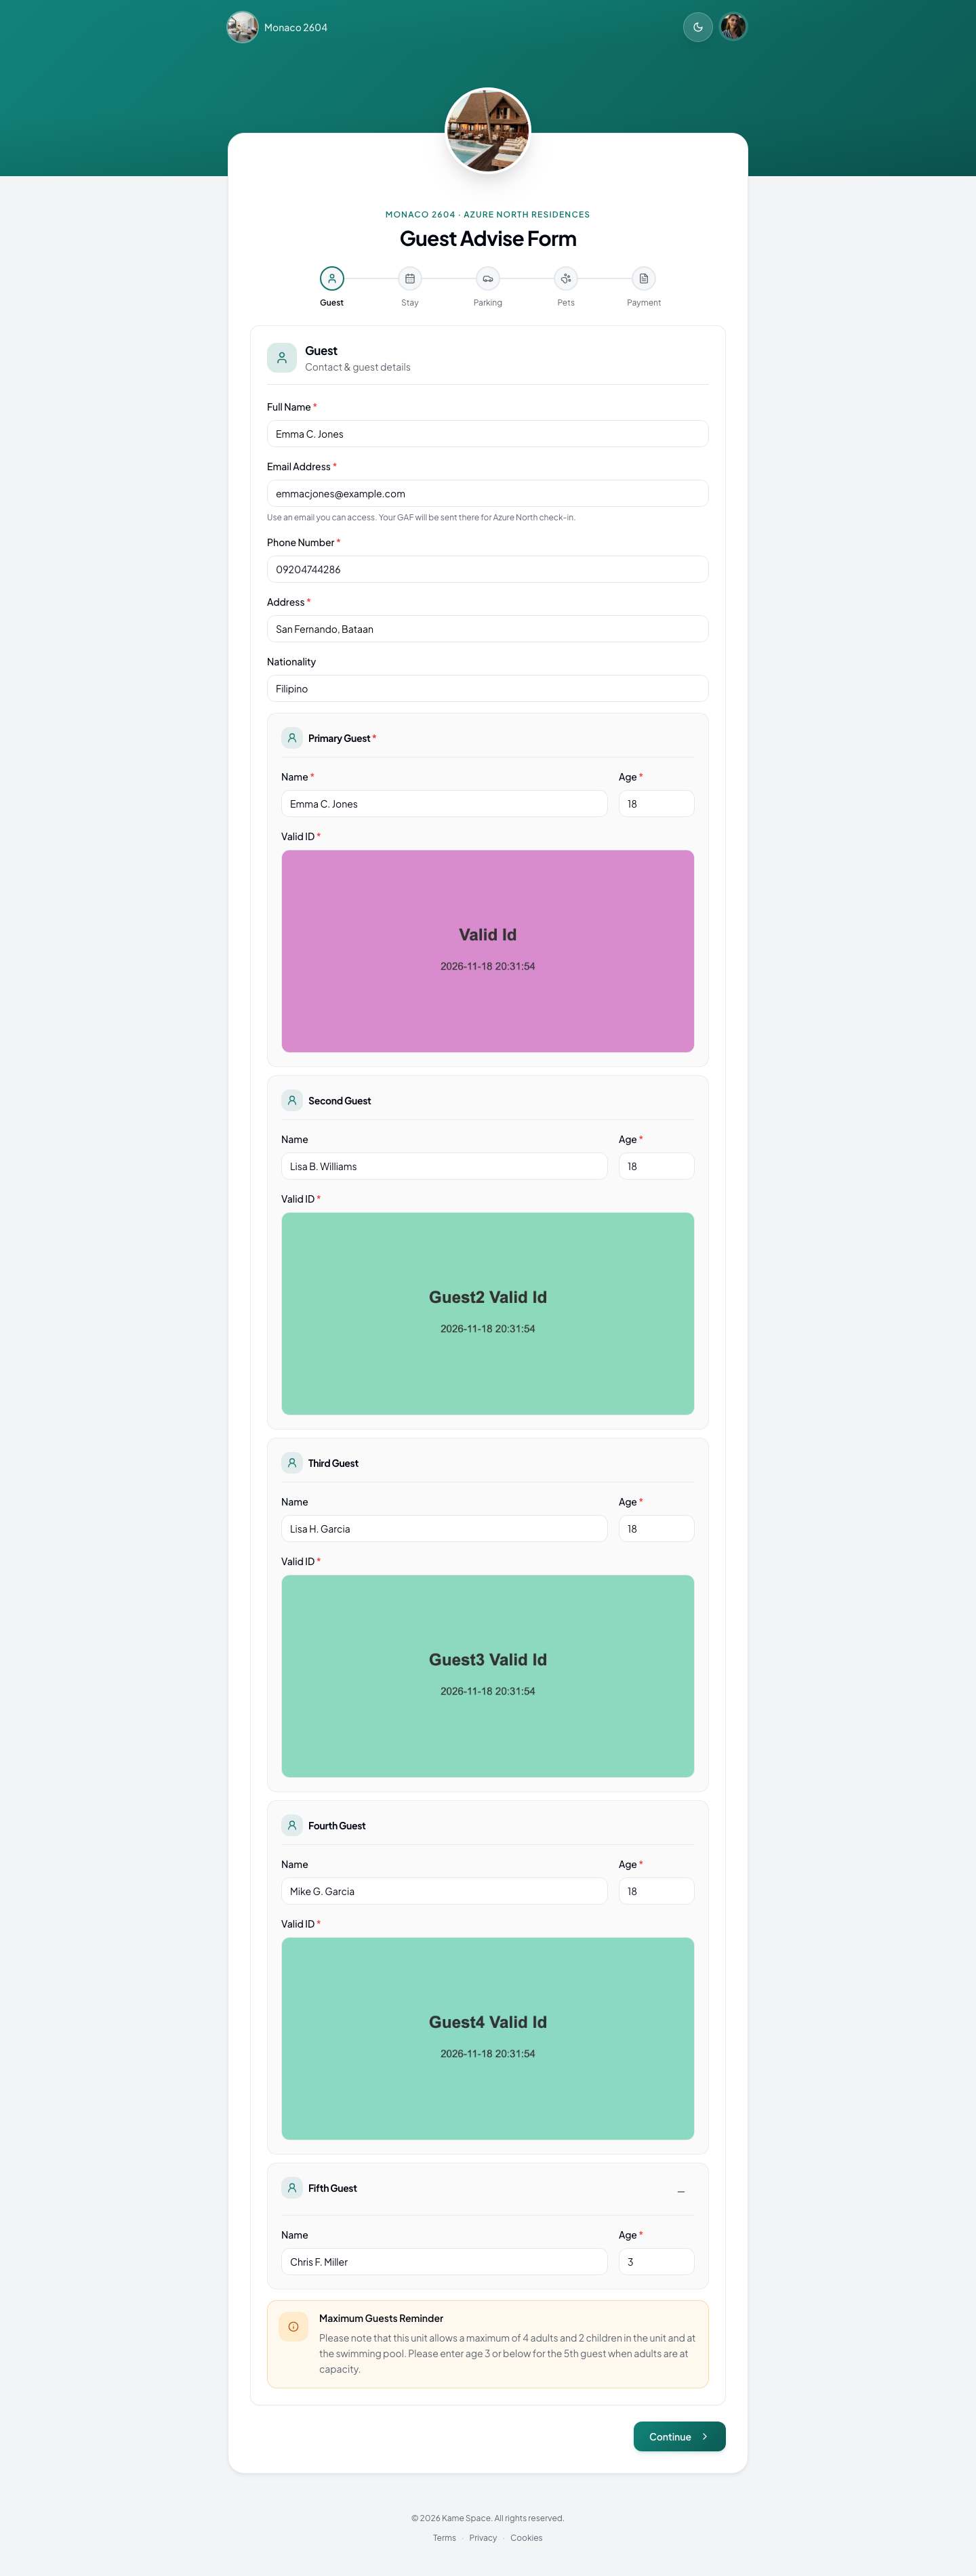 Monaco 2604
MONACO 2604 · AZURE NORTH RESIDENCES
Guest Advise Form
Guest
Stay
Parking
Pets
Payment
Guest
Contact & guest details
Full Name *
Emma C. Jones
Email Address *
emmacjones@example.com
Use an email you can access. Your GAF will be sent there for Azure North check-in.
Phone Number *
09204744286
Address *
San Fernando, Bataan
Nationality
Filipino
Primary Guest *
Name *
Age *
Emma C. Jones
18
Valid ID *
Valid Id
2026-11-18 20:31:54
Second Guest
Name
Age *
Lisa B. Williams
18
Valid ID *
Guest2 Valid Id
2026-11-18 20:31:54
Third Guest
Name
Age *
Lisa H. Garcia
18
Valid ID *
Guest3 Valid Id
2026-11-18 20:31:54
Fourth Guest
Name
Age *
Mike G. Garcia
18
Valid ID *
Guest4 Valid Id
2026-11-18 20:31:54
Fifth Guest
Name
Age *
Chris F. Miller
3
Maximum Guests Reminder
Please note that this unit allows a maximum of 4 adults and 2 children in the unit and at
the swimming pool. Please enter age 3 or below for the 5th guest when adults are at
capacity.
Continue
© 2026 Kame Space. All rights reserved.
Terms · Privacy · Cookies